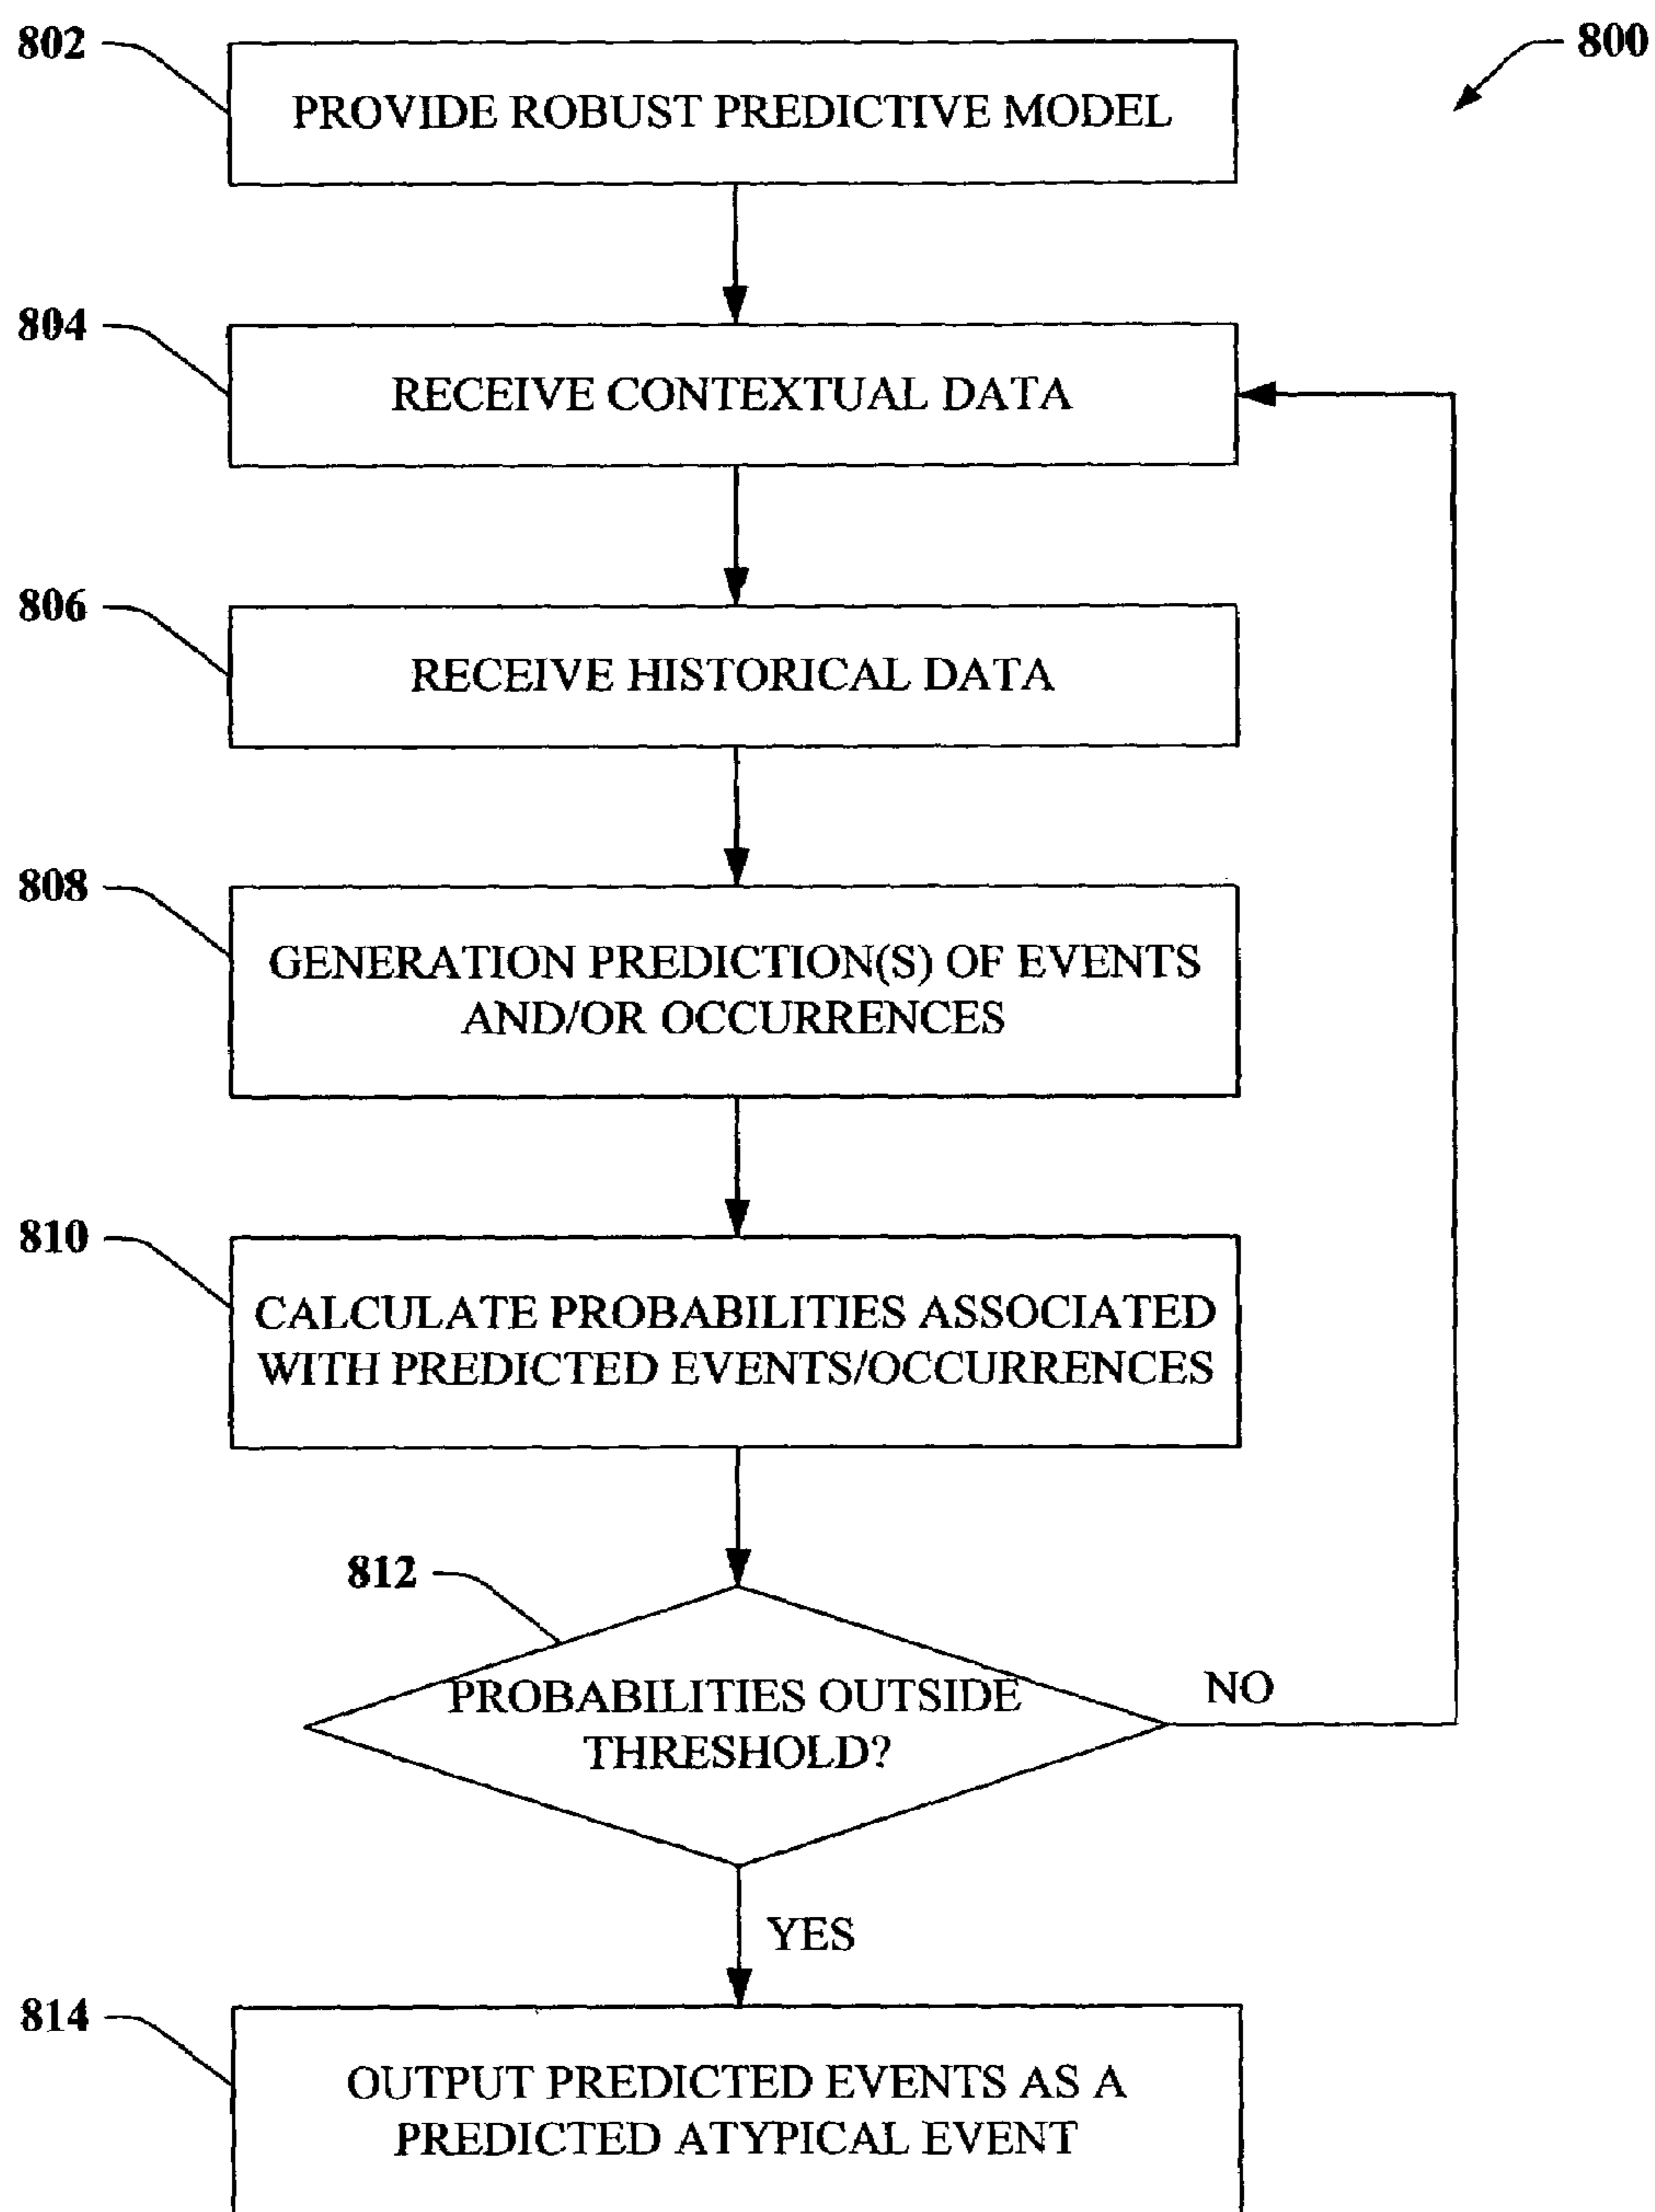 802
800
PROVIDE ROBUST PREDICTIVE MODEL
804
RECEIVE CONTEXTUAL DATA
806
RECEIVE HISTORICAL DATA
808
GENERATION PREDICTION(S) OF EVENTS
AND/OR OCCURRENCES
810
CALCULATE PROBABILITIES ASSOCIATED
WITH PREDICTED EVENTS/OCCURRENCES
812
PROBABILITIES OUTSIDE
THRESHOLD?
NO
YES
814
OUTPUT PREDICTED EVENTS AS A
PREDICTED ATYPICAL EVENT